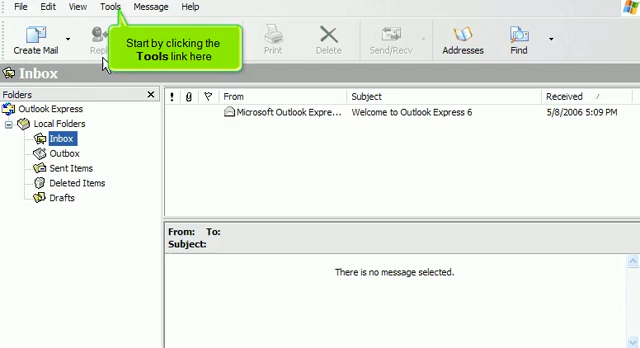 File Edit View Tools Message Help
Create Mail Print Delete Send/Recv Addresses Find
Start by clicking the
Tools link here
Inbox
Folders
Outlook Express
Local Folders
Inbox
Outbox
Sent Items
Deleted Items
Drafts
! From Subject Received
Microsoft Outlook Expre... Welcome to Outlook Express 6 5/8/2006 5:09 PM
From: To:
Subject:
There is no message selected.